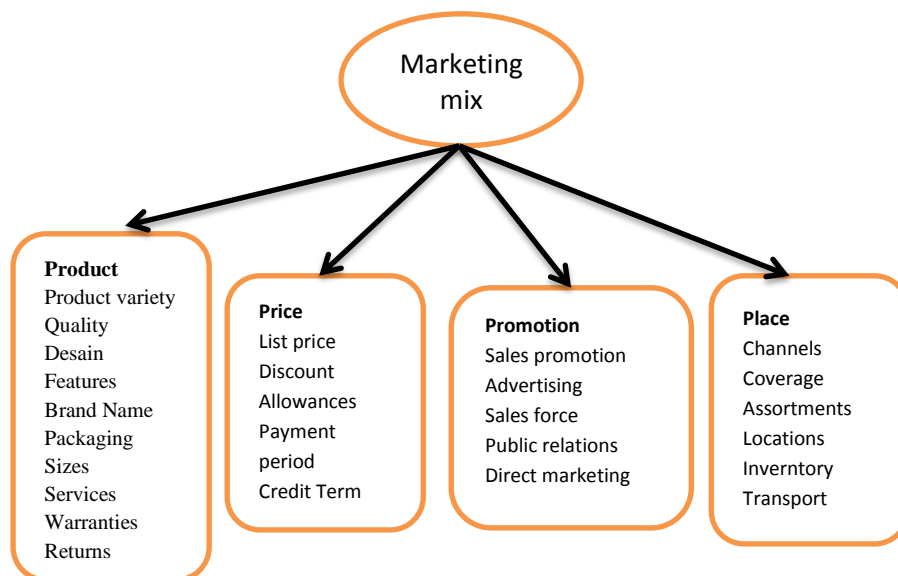 Marketing
mix
Product
Product variety
Quality
Desain
Features
Brand Name
Packaging
Sizes
Services
Warranties
Returns
Price
List price
Discount
Allowances
Payment
period
Credit Term
Promotion
Sales promotion
Advertising
Sales force
Public relations
Direct marketing
Place
Channels
Coverage
Assortments
Locations
Inverntory
Transport